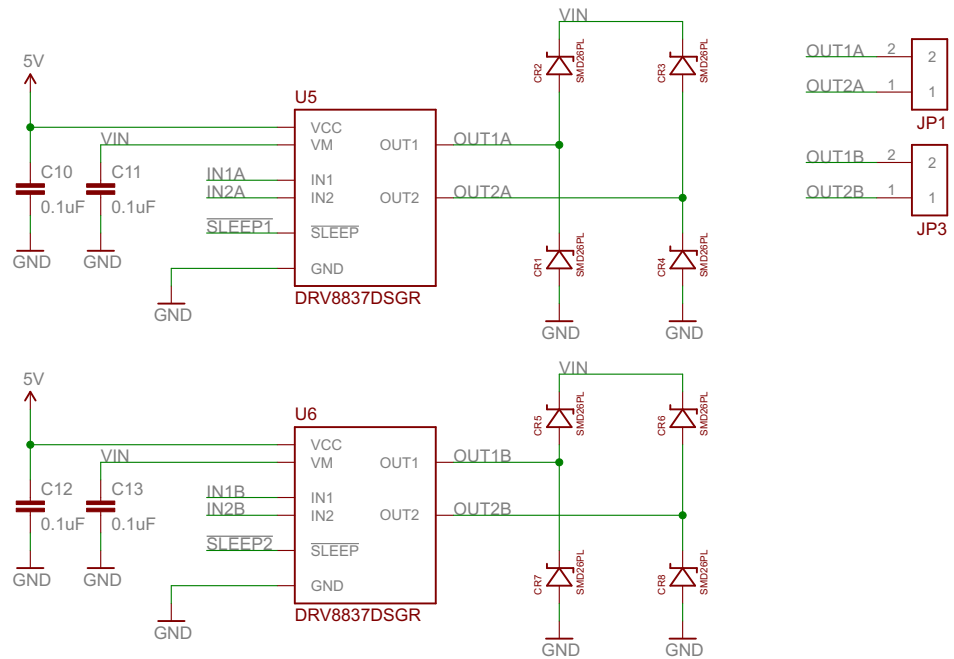 VIN
5V
CR2
SMD26PL
CR3
SMD26PL
OUT1A
2
2
OUT2A
1
1
JP1
U5
VCC
VIN
VM
OUT1
OUT1A
C10
0.1uF
C11
0.1uF
IN1A
IN1
IN2A
IN2
OUT2
OUT2A
SLEEP1
SLEEP
GND
GND
GND
GND
DRV8837DSGR
CR1
SMD26PL
CR4
SMD26PL
GND
GND
OUT1B
2
2
OUT2B
1
1
JP3
VIN
5V
CR5
SMD26PL
CR6
SMD26PL
U6
VCC
VIN
VM
OUT1
OUT1B
C12
0.1uF
C13
0.1uF
IN1B
IN1
IN2B
IN2
OUT2
OUT2B
SLEEP2
SLEEP
GND
GND
GND
GND
DRV8837DSGR
CR7
SMD26PL
CR8
SMD26PL
GND
GND